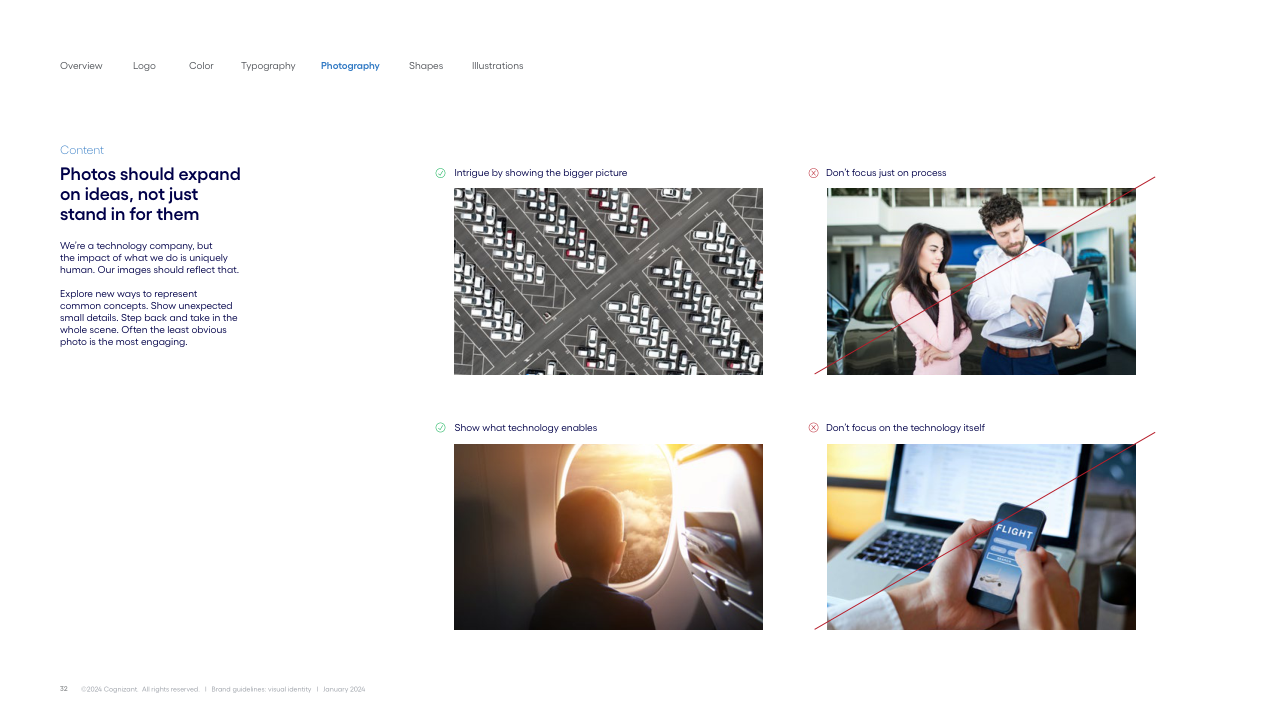 Overview Logo Color Typography Photography Shapes Illustrations
Content
Photos should expand
on ideas, not just
stand in for them
We're a technology company, but
the impact of what we do is uniquely
human. Our images should reflect that.
Explore new ways to represent
common concepts. Show unexpected
small details. Step back and take in the
whole scene. Often the least obvious
photo is the most engaging.
Intrigue by showing the bigger picture
Don't focus just on process
Show what technology enables
Don't focus on the technology itself
FLIGHT
32 ©2024 Cognizant. All rights reserved. | Brand guidelines: visual identity | January 2024